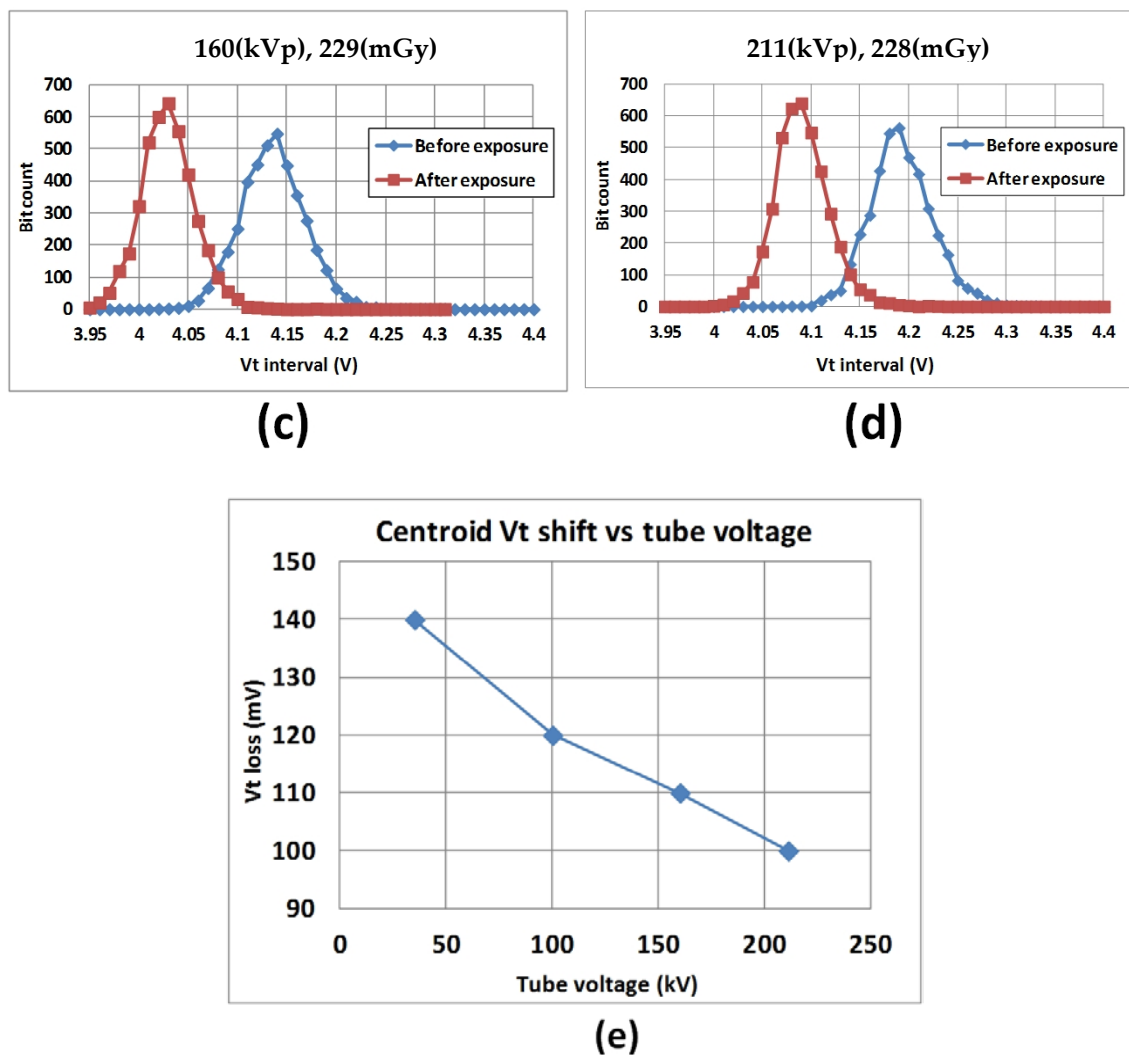 160(kVp), 229(mGy)
700
600
500
400
300
200
100
0
Bit count
Before exposure
After exposure
3.95 4 4.05 4.1 4.15 4.2 4.25 4.3 4.35 4.4
Vt interval (V)
(c)
211(kVp), 228(mGy)
700
600
500
400
300
200
100
0
Bit count
Before exposure
After exposure
3.95 4 4.05 4.1 4.15 4.2 4.25 4.3 4.35 4.4
Vt interval (V)
(d)
Centroid Vt shift vs tube voltage
150
140
130
120
110
100
90
Vt loss (mV)
0 50 100 150 200 250
Tube voltage (kV)
(e)